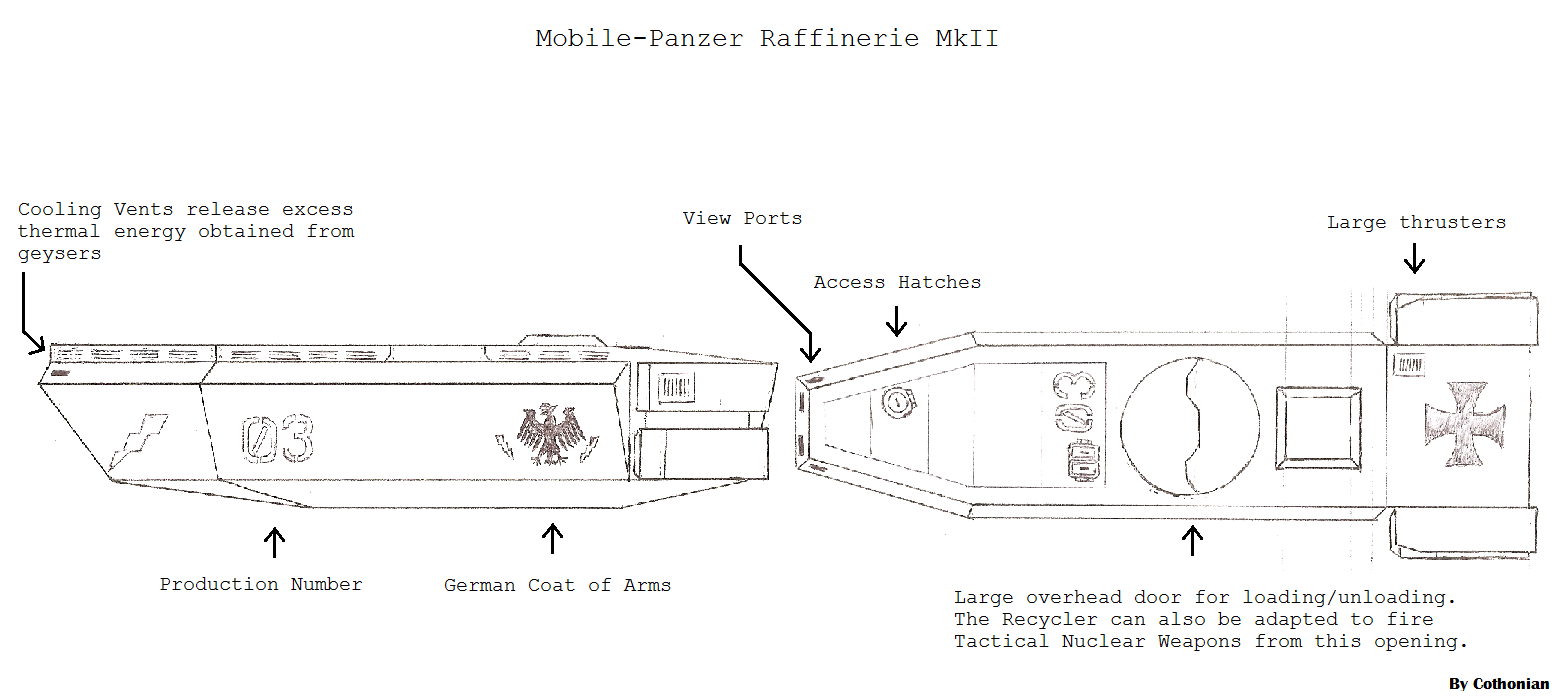 Mobile-Panzer Raffinerie MkII
Cooling Vents release excess
thermal energy obtained from
geysers
View Ports
Access Hatches
Large thrusters
03
03
Production Number
German Coat of Arms
Large overhead door for loading/unloading.
The Recycler can also be adapted to fire
Tactical Nuclear Weapons from this opening.
By Cothonian